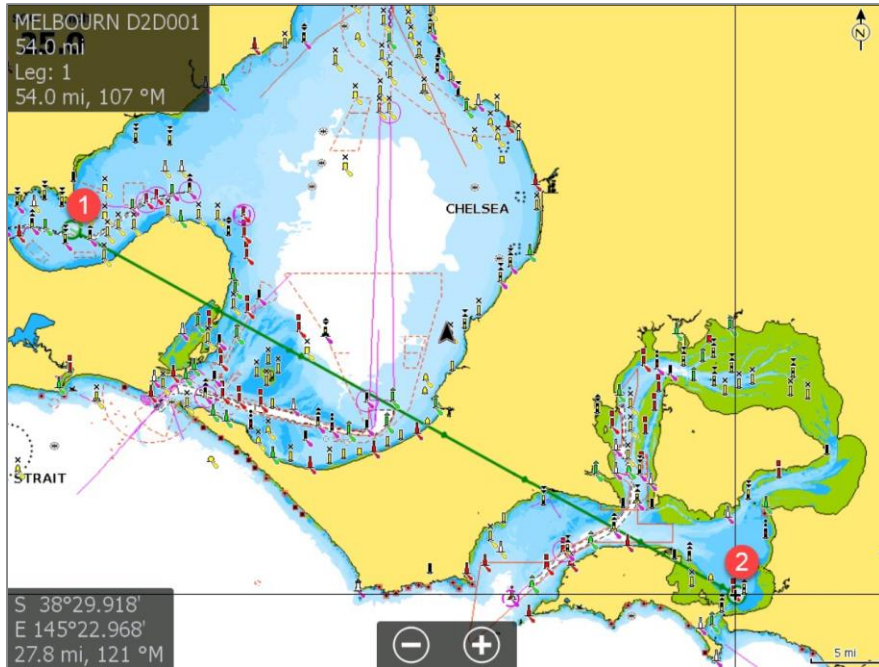 MELBOURN D2D001
54.0 mi
Leg: 1
54.0 mi, 107 °M
N
1
CHELSEA
STRAIT
2
S 38°29.918'
E 145°22.968'
27.8 mi, 121 °M
5 mi